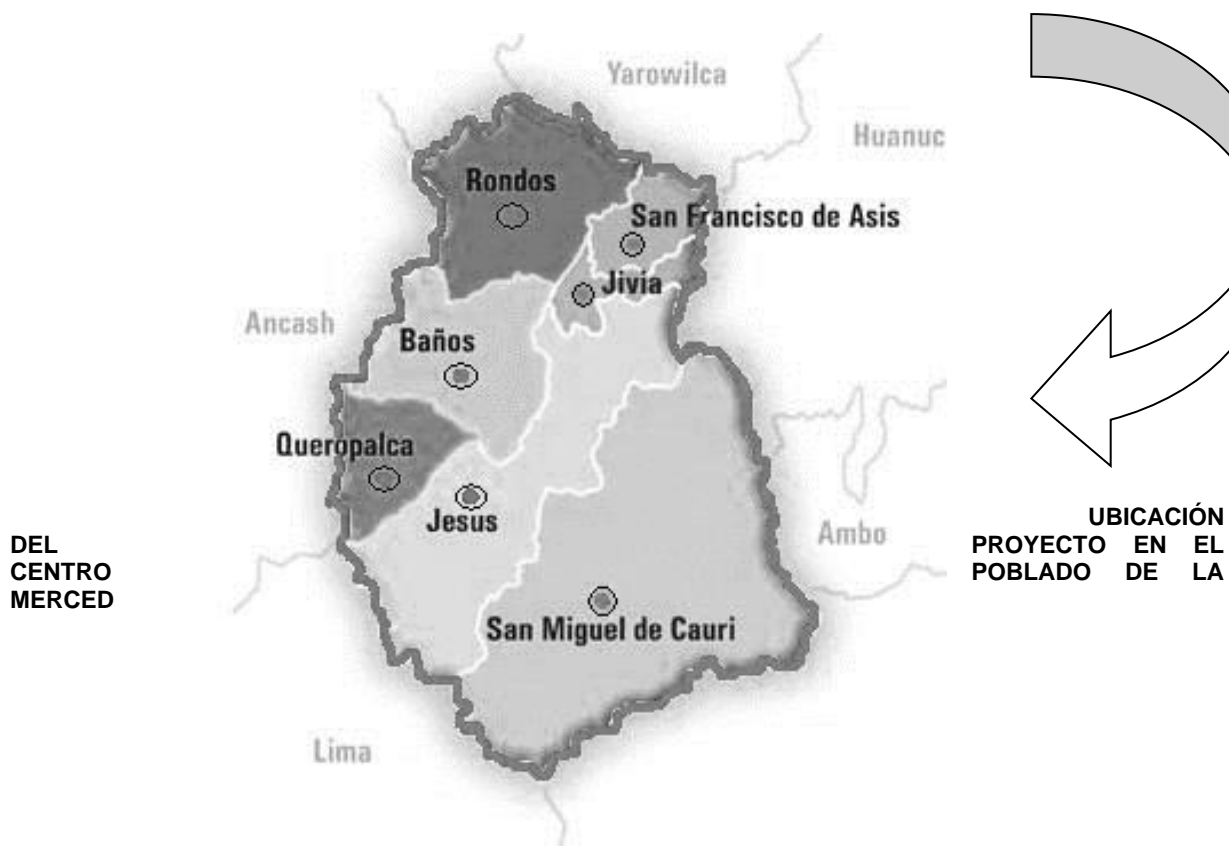 Yarowilca
Huanuc
Rondos
San Francisco de Asis
Jivia
Ancash
Baños
Queropalca
Jesus
Ambo
San Miguel de Cauri
Lima
UBICACIÓN
DEL PROYECTO EN EL
CENTRO POBLADO DE LA
MERCED